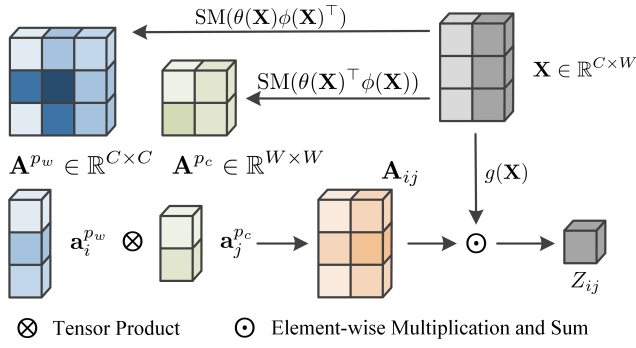 SM(θ(𝐗)ϕ(𝐗)^⊤)
SM(θ(𝐗)^⊤ϕ(𝐗))
𝐗 ∈ ℝ^{C×W}
𝐀^{p_w} ∈ ℝ^{C×C}
𝐀^{p_c} ∈ ℝ^{W×W}
𝐀_{ij}
g(𝐗)
𝐚_i^{p_w} ⊗ 𝐚_j^{p_c}
⊙
Z_{ij}
⊗ Tensor Product
⊙ Element-wise Multiplication and Sum